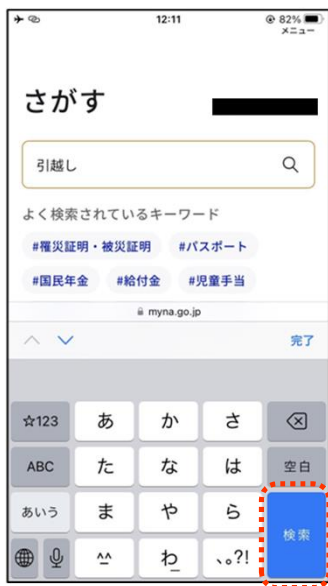 12:11
82%
メニュー
さがす
引越し
よく検索されているキーワード
#罹災証明・被災証明 #パスポート
#国民年金 #給付金 #児童手当
myna.go.jp
完了
☆123 あ か さ
ABC た な は 空白
あいう ま や ら 検索
^^ わ 、。?!